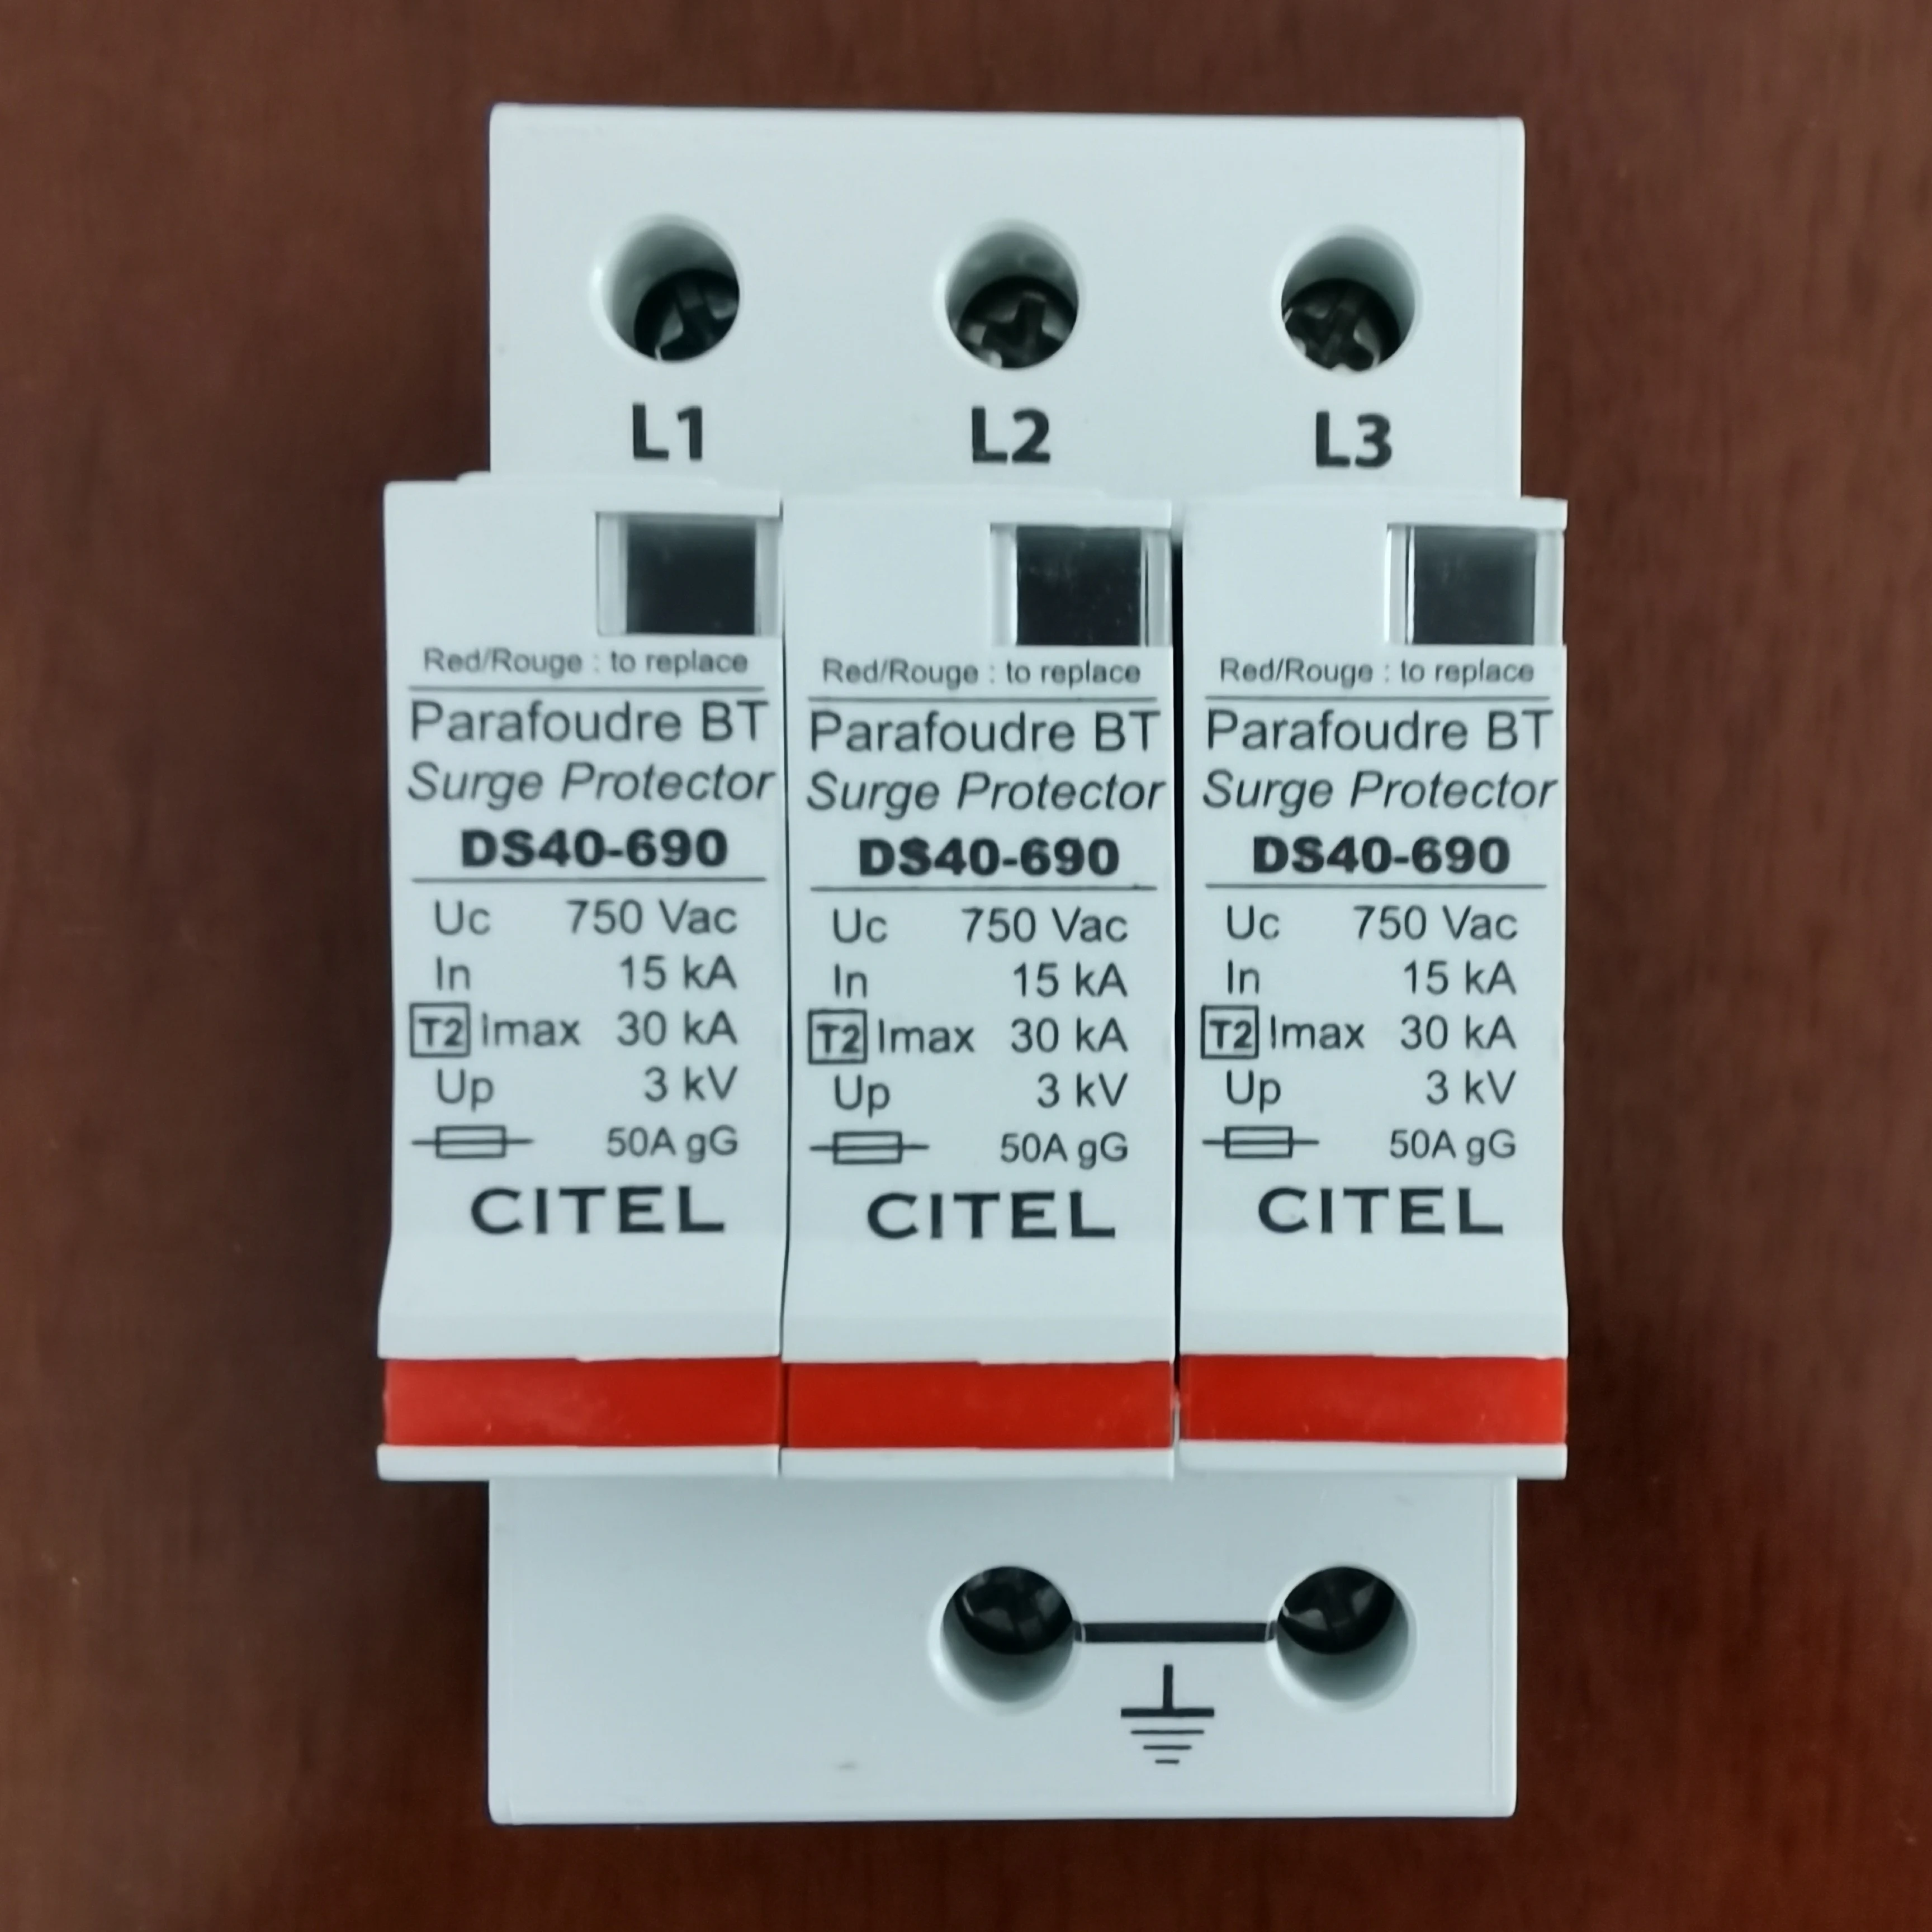 L1 L2 L3
Red/Rouge : to replace
Parafoudre BT
Surge Protector
DS40-690
Uc 750 Vac
In 15 kA
T2 Imax 30 kA
Up 3 kV
50A gG
CITEL
Red/Rouge : to replace
Parafoudre BT
Surge Protector
DS40-690
Uc 750 Vac
In 15 kA
T2 Imax 30 kA
Up 3 kV
50A gG
CITEL
Red/Rouge : to replace
Parafoudre BT
Surge Protector
DS40-690
Uc 750 Vac
In 15 kA
T2 Imax 30 kA
Up 3 kV
50A gG
CITEL